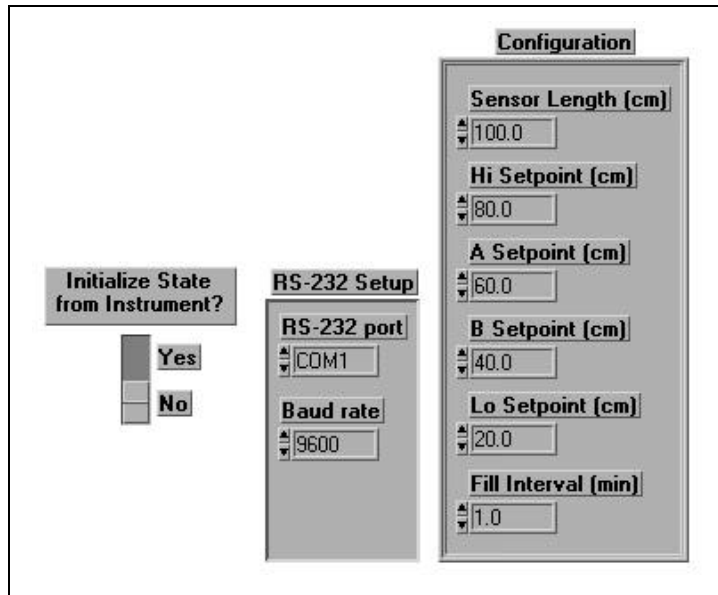 Initialize State
from Instrument?
Yes
No
RS-232 Setup
RS-232 port
COM1
Baud rate
9600
Configuration
Sensor Length (cm)
100.0
Hi Setpoint (cm)
80.0
A Setpoint (cm)
60.0
B Setpoint (cm)
40.0
Lo Setpoint (cm)
20.0
Fill Interval (min)
1.0